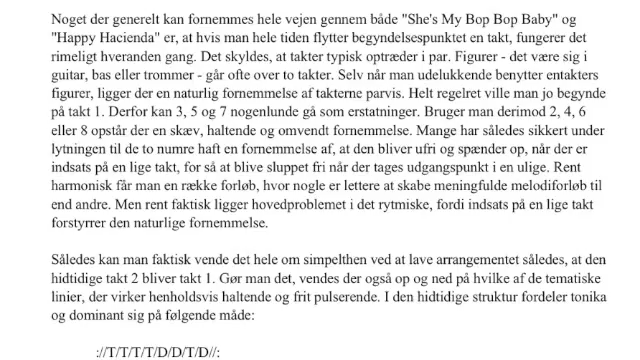 Noget der generelt kan fornemmes hele vejen gennem både "She's My Bop Bop Baby" og
"Happy Hacienda" er, at hvis man hele tiden flytter begyndelsespunktet en takt, fungerer det
rimeligt hveranden gang. Det skyldes, at takter typisk optræder i par. Figurer - det være sig i
guitar, bas eller trommer - går ofte over to takter. Selv når man udelukkende benytter entakters
figurer, ligger der en naturlig fornemmelse af takterne parvis. Helt regelret ville man jo begynde
på takt 1. Derfor kan 3, 5 og 7 nogenlunde gå som erstatninger. Bruger man derimod 2, 4, 6
eller 8 opstår der en skæv, haltende og omvendt fornemmelse. Mange har således sikkert under
lytningen til de to numre haft en fornemmelse af, at den bliver ufri og spænder op, når der er
indsats på en lige takt, for så at blive sluppet fri når der tages udgangspunkt i en ulige. Rent
harmonisk får man en række forløb, hvor nogle er lettere at skabe meningfulde melodiforløb til
end andre. Men rent faktisk ligger hovedproblemet i det rytmiske, fordi indsats på en lige takt
forstyrrer den naturlige fornemmelse.
Således kan man faktisk vende det hele om simpelthen ved at lave arrangementet således, at den
hidtidige takt 2 bliver takt 1. Gør man det, vendes der også op og ned på hvilke af de tematiske
linier, der virker henholdsvis haltende og frit pulserende. I den hidtidige struktur fordeler tonika
og dominant sig på følgende måde:
://T/T/T/T/D/D/T/D//: